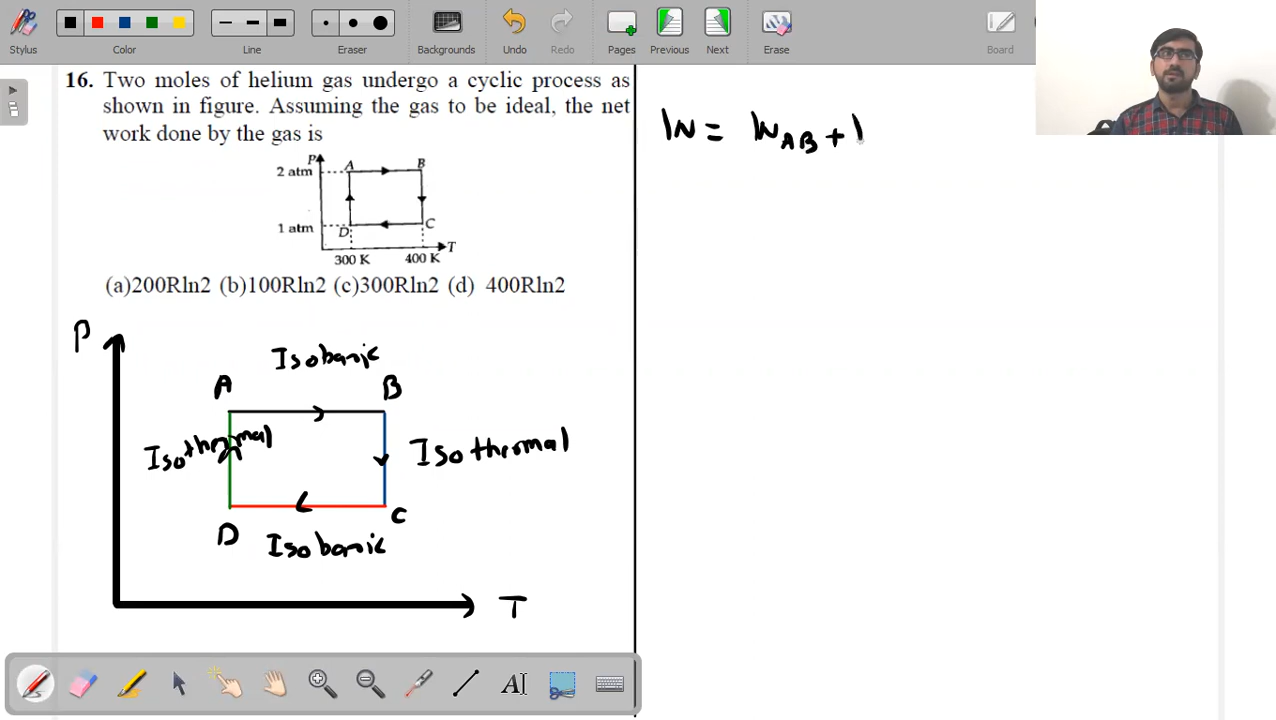 Stylus Color Line Eraser Backgrounds Undo Redo Pages Previous Next Erase Board
16. Two moles of helium gas undergo a cyclic process as
shown in figure. Assuming the gas to be ideal, the net
work done by the gas is
P
A B
2 atm
1 atm
D C
T
300 K 400 K
(a)200Rln2 (b)100Rln2 (c)300Rln2 (d) 400Rln2
P
Isobaric
A B
Isothermal Isothermal
D C
Isobaric
T
W = W_AB +